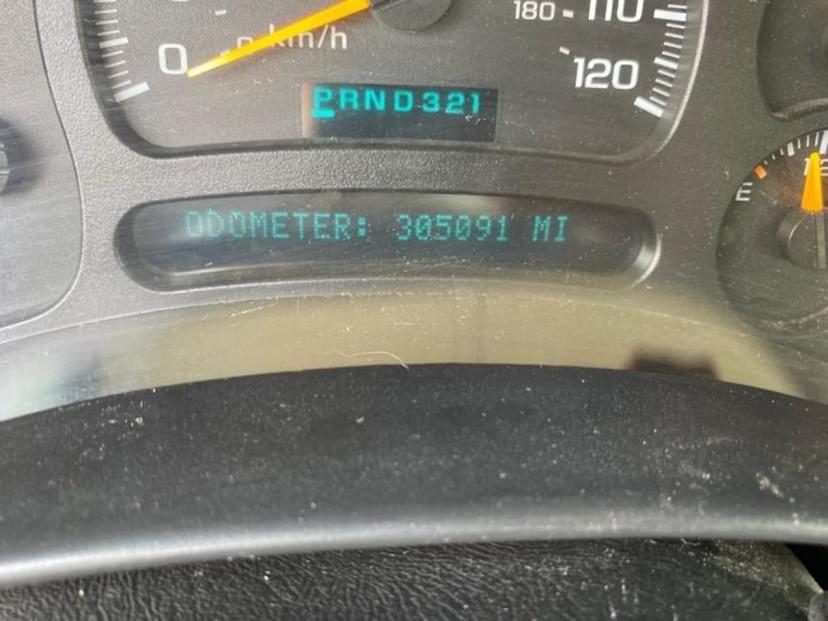 180 110
0 km/h
120
PRND321
ODOMETER: 305091 MI
E